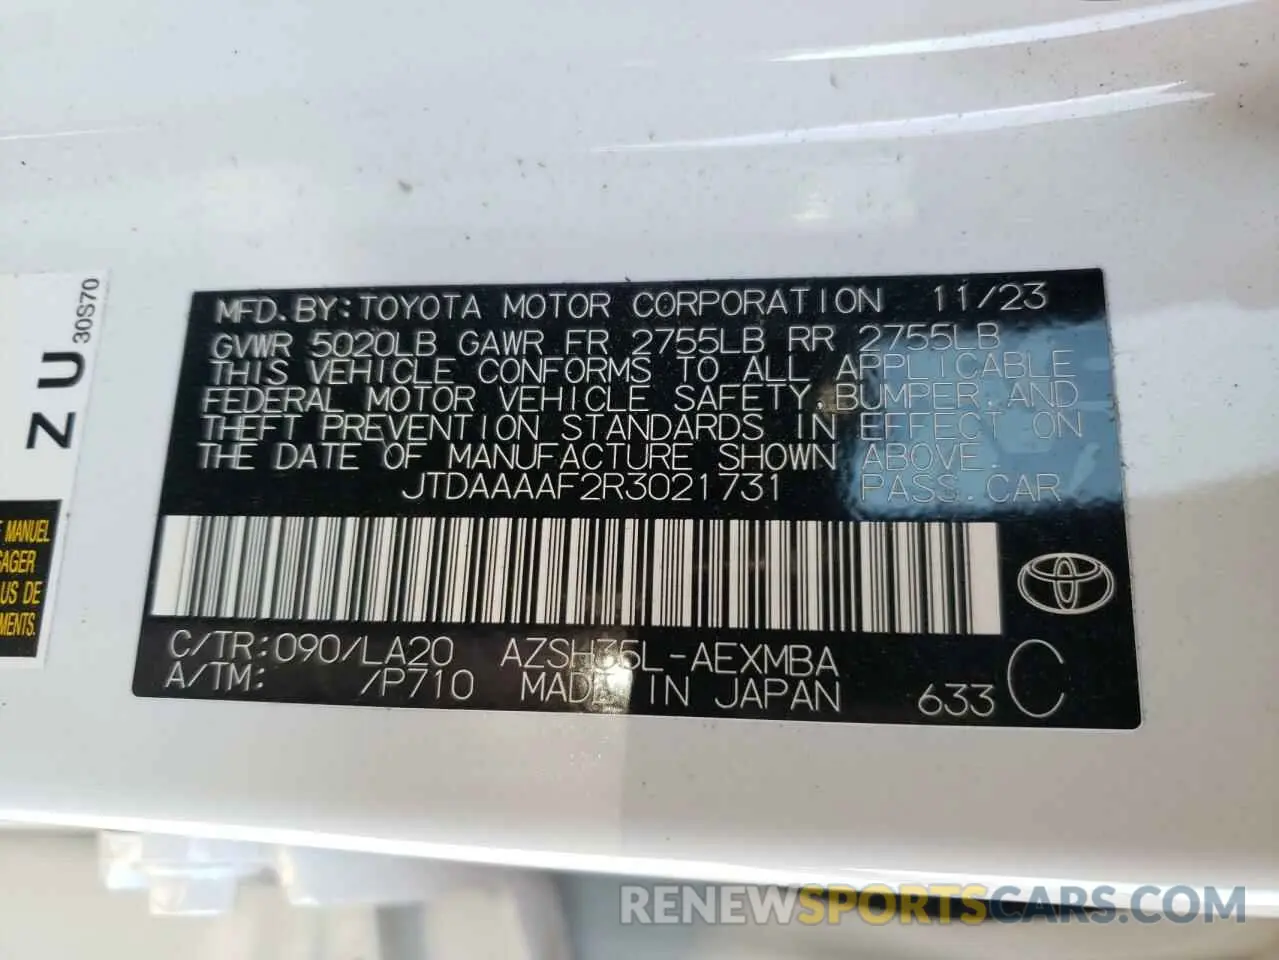 MFD. BY: TOYOTA MOTOR CORPORATION 11/23
GVWR 5020LB GAWR FR 2755LB RR 2755LB
THIS VEHICLE CONFORMS TO ALL APPLICABLE
FEDERAL MOTOR VEHICLE SAFETY, BUMPER, AND
THEFT PREVENTION STANDARDS IN EFFECT ON
THE DATE OF MANUFACTURE SHOWN ABOVE.
JTDAAAAF2R3021731 PASS. CAR
C/TR: 090/LA20 AZSH36L-AEXMBA
A/TM: /P710 MADE IN JAPAN 633 C
ZU 30S70
MANUEL
US DE
RENEWSPORTSCARS.COM